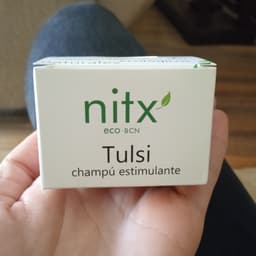 nitx
eco·BCN
Tulsi
champú estimulante